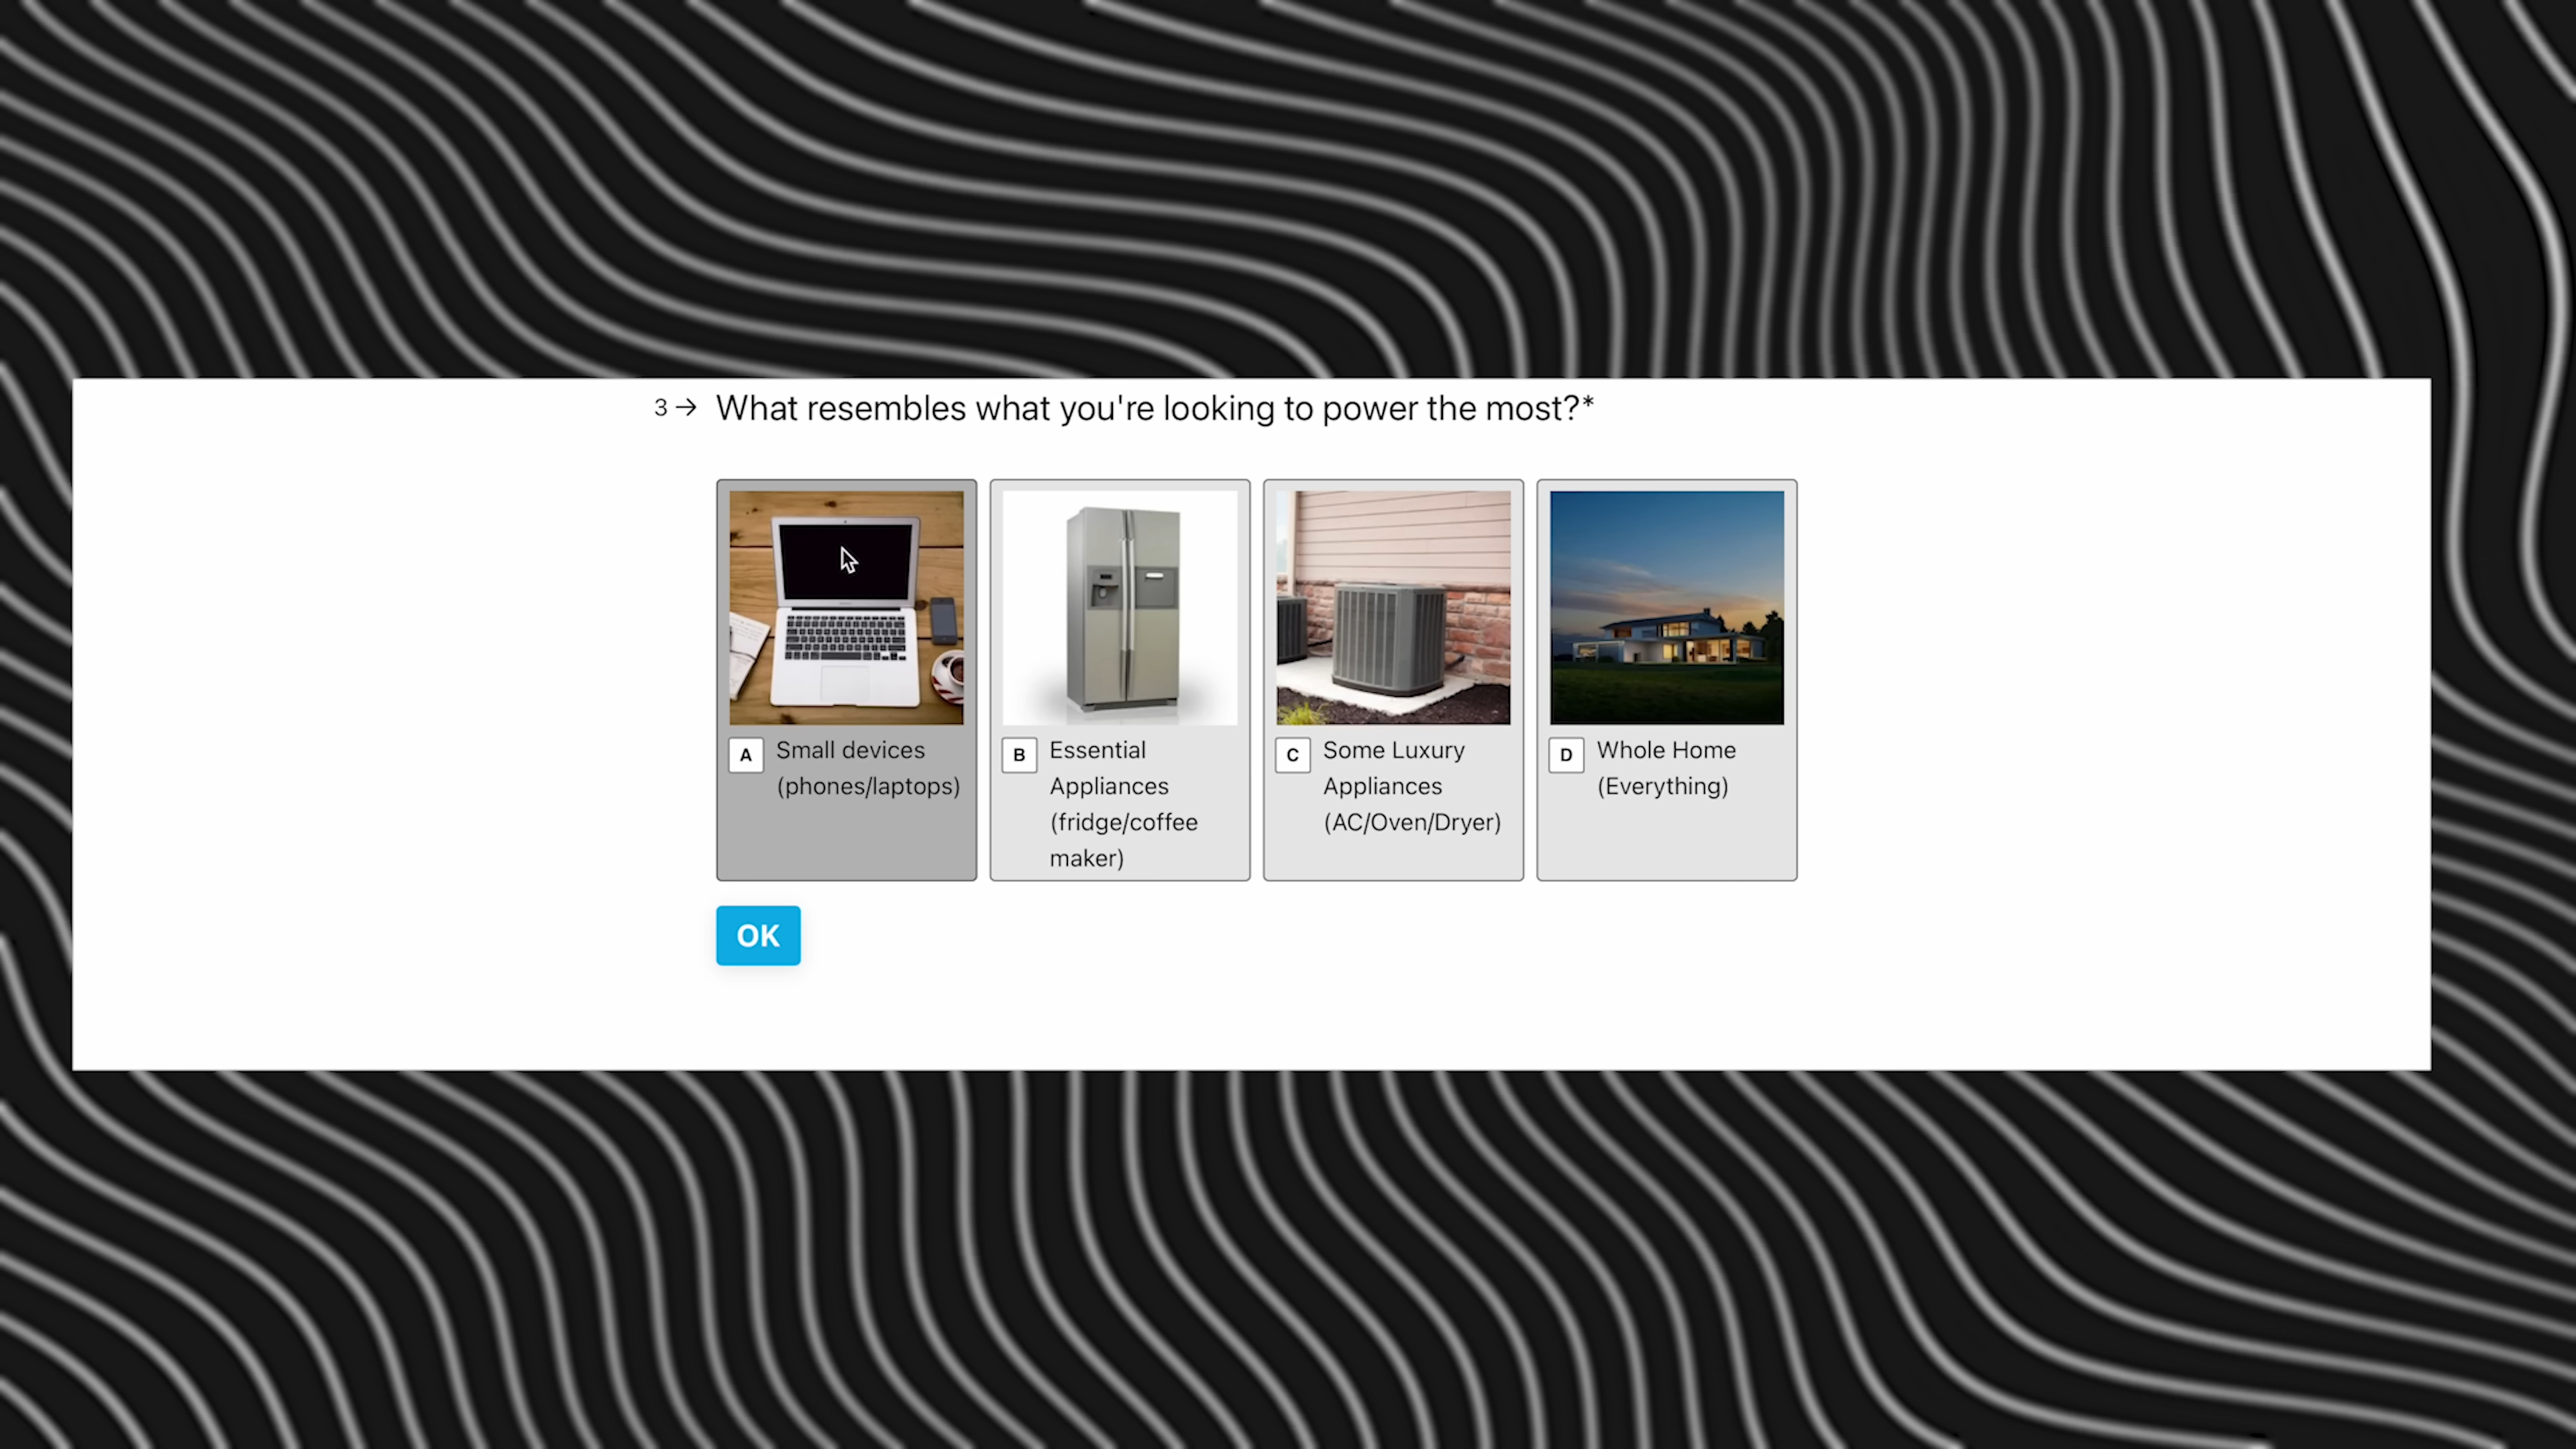 3 → What resembles what you're looking to power the most?*
A Small devices
(phones/laptops)
B Essential
Appliances
(fridge/coffee
maker)
C Some Luxury
Appliances
(AC/Oven/Dryer)
D Whole Home
(Everything)
OK